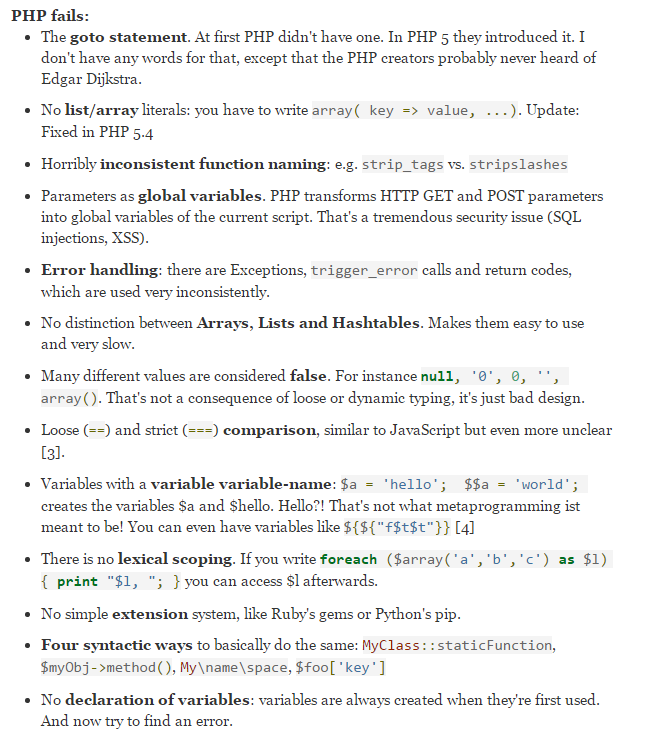 PHP fails:
• The goto statement. At first PHP didn't have one. In PHP 5 they introduced it. I
don't have any words for that, except that the PHP creators probably never heard of
Edgar Dijkstra.
• No list/array literals: you have to write array( key => value, ...). Update:
Fixed in PHP 5.4
• Horribly inconsistent function naming: e.g. strip_tags vs. stripslashes
• Parameters as global variables. PHP transforms HTTP GET and POST parameters
into global variables of the current script. That's a tremendous security issue (SQL
injections, XSS).
• Error handling: there are Exceptions, trigger_error calls and return codes,
which are used very inconsistently.
• No distinction between Arrays, Lists and Hashtables. Makes them easy to use
and very slow.
• Many different values are considered false. For instance null, '0', 0, '',
array(). That's not a consequence of loose or dynamic typing, it's just bad design.
• Loose (==) and strict (===) comparison, similar to JavaScript but even more unclear
[3].
• Variables with a variable variable-name: $a = 'hello'; $$a = 'world';
creates the variables $a and $hello. Hello?! That's not what metaprogramming ist
meant to be! You can even have variables like ${${"f$t$t"}} [4]
• There is no lexical scoping. If you write foreach ($array('a','b','c') as $l)
{ print "$l, "; } you can access $l afterwards.
• No simple extension system, like Ruby's gems or Python's pip.
• Four syntactic ways to basically do the same: MyClass::staticFunction,
$myObj->method(), My\name\space, $foo['key']
• No declaration of variables: variables are always created when they're first used.
And now try to find an error.